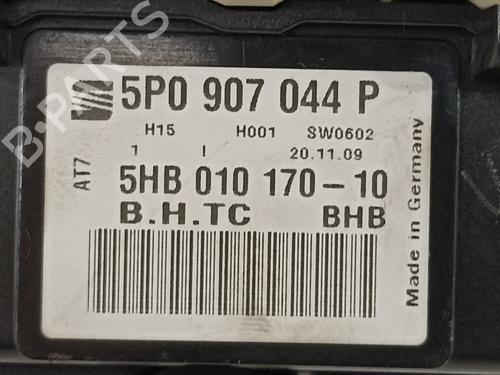 B-PARTS
5P0 907 044 P
H15 H001 SW0602
1 I 20.11.09
AT7
5HB 010 170-10
B.H.TC BHB
Made in Germany